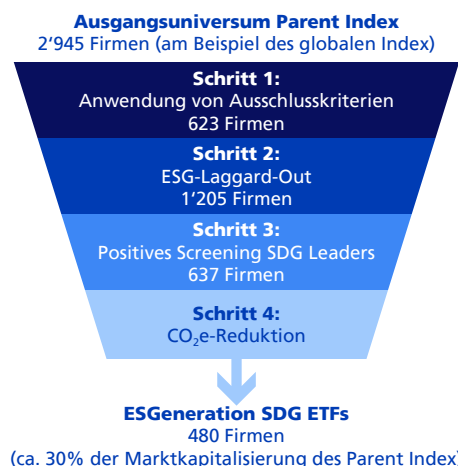 Ausgangsuniversum Parent Index
2’945 Firmen (am Beispiel des globalen Index)
Schritt 1:
Anwendung von Ausschlusskriterien
623 Firmen
Schritt 2:
ESG-Laggard-Out
1’205 Firmen
Schritt 3:
Positives Screening SDG Leaders
637 Firmen
Schritt 4:
CO₂e-Reduktion
ESGeneration SDG ETFs
480 Firmen
(ca. 30% der Marktkapitalisierung des Parent Index)